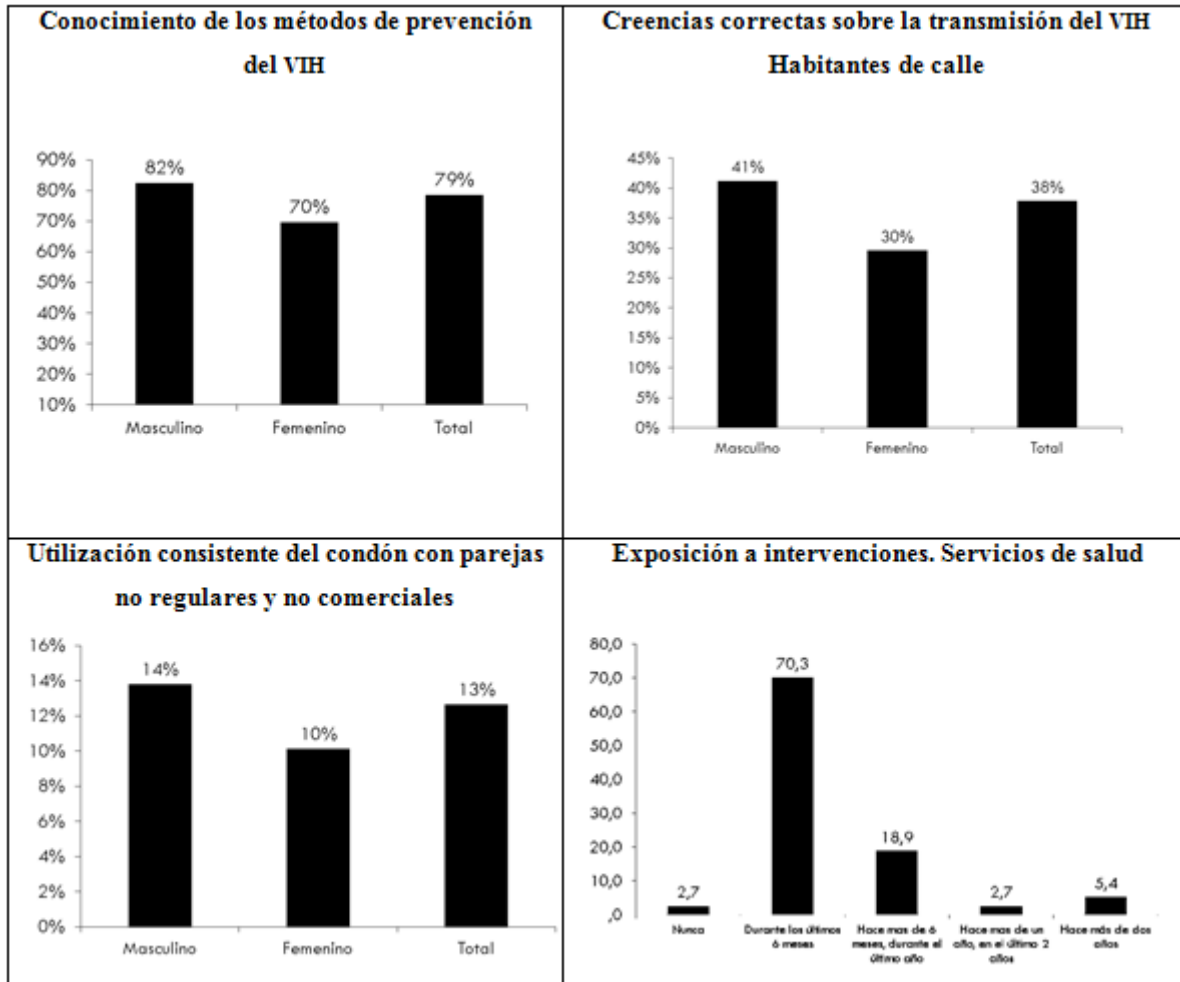 Conocimiento de los métodos de prevención
del VIH
90%
80%
70%
60%
50%
40%
30%
20%
10%
82%
70%
79%
Masculino
Femenino
Total
Creencias correctas sobre la transmisión del VIH
Habitantes de calle
45%
40%
35%
30%
25%
20%
15%
10%
5%
0%
41%
30%
38%
Masculino
Femenino
Total
Utilización consistente del condón con parejas
no regulares y no comerciales
16%
14%
12%
10%
8%
6%
4%
2%
0%
14%
10%
13%
Masculino
Femenino
Total
Exposición a intervenciones. Servicios de salud
80,0
70,0
60,0
50,0
40,0
30,0
20,0
10,0
,0
2,7
70,3
18,9
2,7
5,4
Nunca
Durante los últimos
6 meses
Hace mas de 6
meses, durante el
último año
Hace mas de un
año, en el último 2
años
Hace más de dos
años